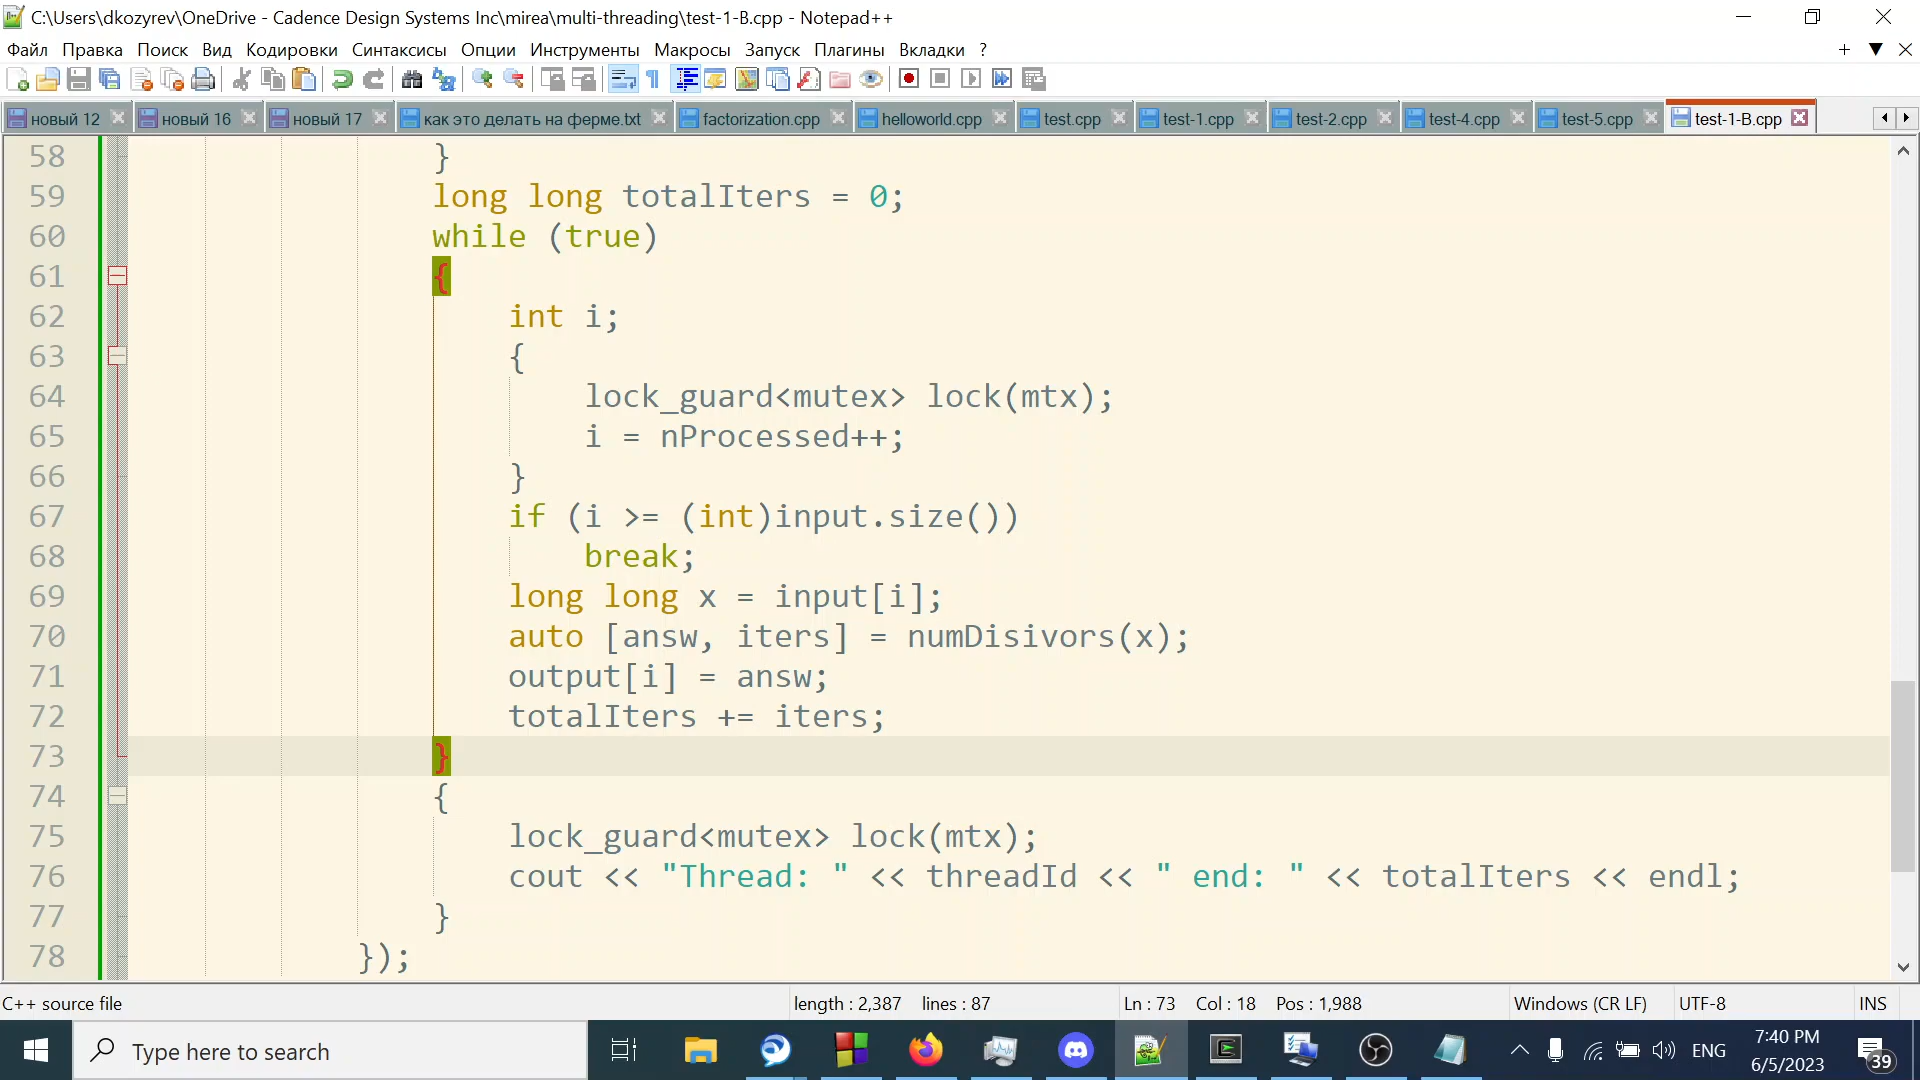 C:\Users\dkozyrev\OneDrive - Cadence Design Systems Inc\mirea\multi-threading\test-1-B.cpp - Notepad++
Файл Правка Поиск Вид Кодировки Синтаксисы Опции Инструменты Макросы Запуск Плагины Вкладки ?
новый 12 новый 16 новый 17 как это делать на ферме.txt factorization.cpp helloworld.cpp test.cpp test-1.cpp test-2.cpp test-4.cpp test-5.cpp test-1-B.cpp
58 }
59 long long totalIters = 0;
60 while (true)
61 {
62 int i;
63 {
64 lock_guard<mutex> lock(mtx);
65 i = nProcessed++;
66 }
67 if (i >= (int)input.size())
68 break;
69 long long x = input[i];
70 auto [answ, iters] = numDisivors(x);
71 output[i] = answ;
72 totalIters += iters;
73 }
74 {
75 lock_guard<mutex> lock(mtx);
76 cout << "Thread: " << threadId << " end: " << totalIters << endl;
77 }
78 });
C++ source file length : 2,387 lines : 87 Ln : 73 Col : 18 Pos : 1,988 Windows (CR LF) UTF-8 INS
Type here to search
ENG
7:40 PM
6/5/2023
39